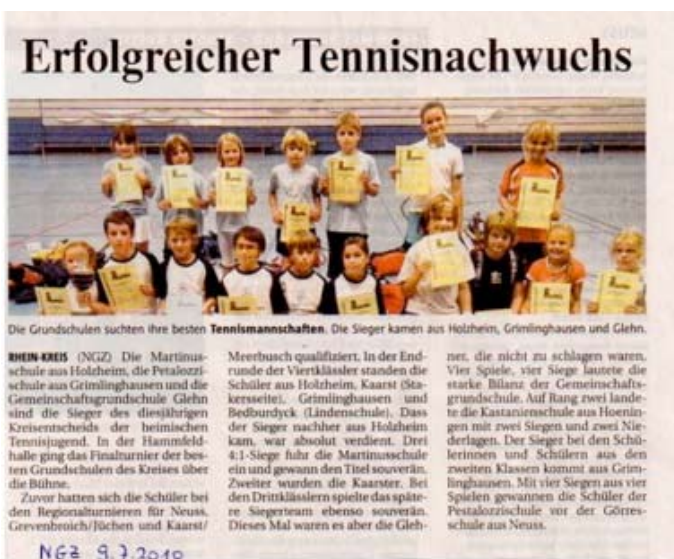 Erfolgreicher Tennisnachwuchs
Die Grundschulen suchten ihre besten Tennismannschaften. Die Sieger kamen aus Holzheim, Grimlinghausen und Glehn.
RHEIN-KREIS (NGZ) Die Martinus-
schule aus Holzheim, die Petalozzi-
schule aus Grimlinghausen und die
Gemeinschaftsgrundschule Glehn
sind die Sieger des diesjährigen
Kreisentscheids der heimischen
Tennisjugend. In der Hammfeld-
halle ging das Finalturnier der bes-
ten Grundschulen des Kreises über
die Bühne.
Zuvor hatten sich die Schüler bei
den Regionalturnieren für Neuss,
Grevenbroich/Jüchen und Kaarst/
Meerbusch qualifiziert. In der End-
runde der Viertklässler standen die
Schüler aus Holzheim, Kaarst (Sta-
kersseite), Grimlinghausen und
Bedburdyck (Lindenschule). Dass
der Sieger nachher aus Holzheim
kam, war absolut verdient. Drei
4:1-Siege fuhr die Martinusschule
ein und gewann den Titel souverän.
Zweiter wurden die Kaarster. Bei
den Drittklässlern spielte das späte-
re Siegerteam ebenso souverän.
Dieses Mal waren es aber die Gleh-
ner, die nicht zu schlagen waren.
Vier Spiele, vier Siege lautete die
starke Bilanz der Gemeinschafts-
grundschule. Auf Rang zwei lande-
te die Kastanienschule aus Hoenin-
gen mit zwei Siegen und zwei Nie-
derlagen. Der Sieger bei den Schü-
lerinnen und Schülern aus den
zweiten Klassen kommt aus Grim-
linghausen. Mit vier Siegen aus vier
Spielen gewannen die Schüler der
Pestalozzischule vor der Görres-
schule aus Neuss.
NGZ 9.7.2010